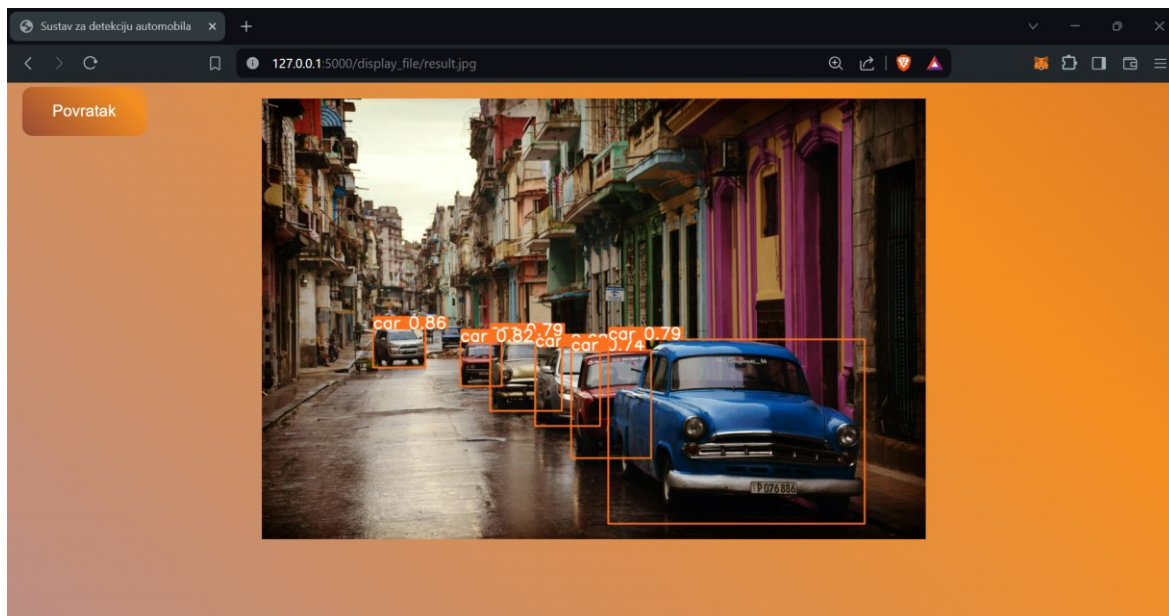 Sustav za detekciju automobila
127.0.0.1:5000/display_file/result.jpg
Povratak
car 0.86
car 0.82
0.79
car
car 0.74
car 0.79
P 076 886